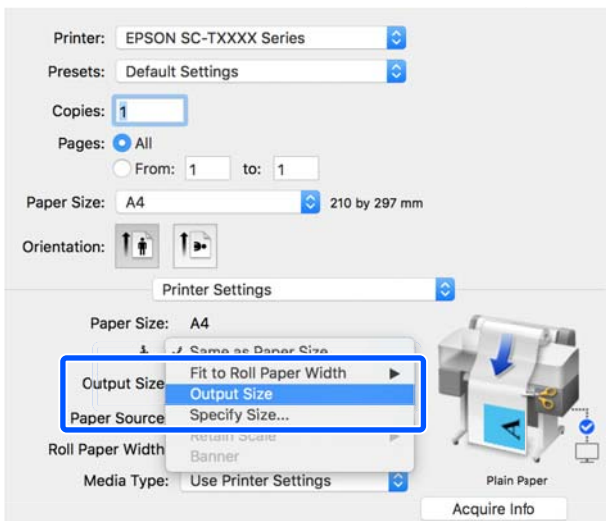 Printer: EPSON SC-TXXXX Series
Presets: Default Settings
Copies: 1
Pages: All
From: 1 to: 1
Paper Size: A4 210 by 297 mm
Orientation:
Printer Settings
Paper Size: A4
Same as Paper Size
Output Size
Fit to Roll Paper Width
Output Size
Paper Source
Specify Size...
Retain Scale
Roll Paper Width
Banner
Media Type: Use Printer Settings
Plain Paper
Acquire Info